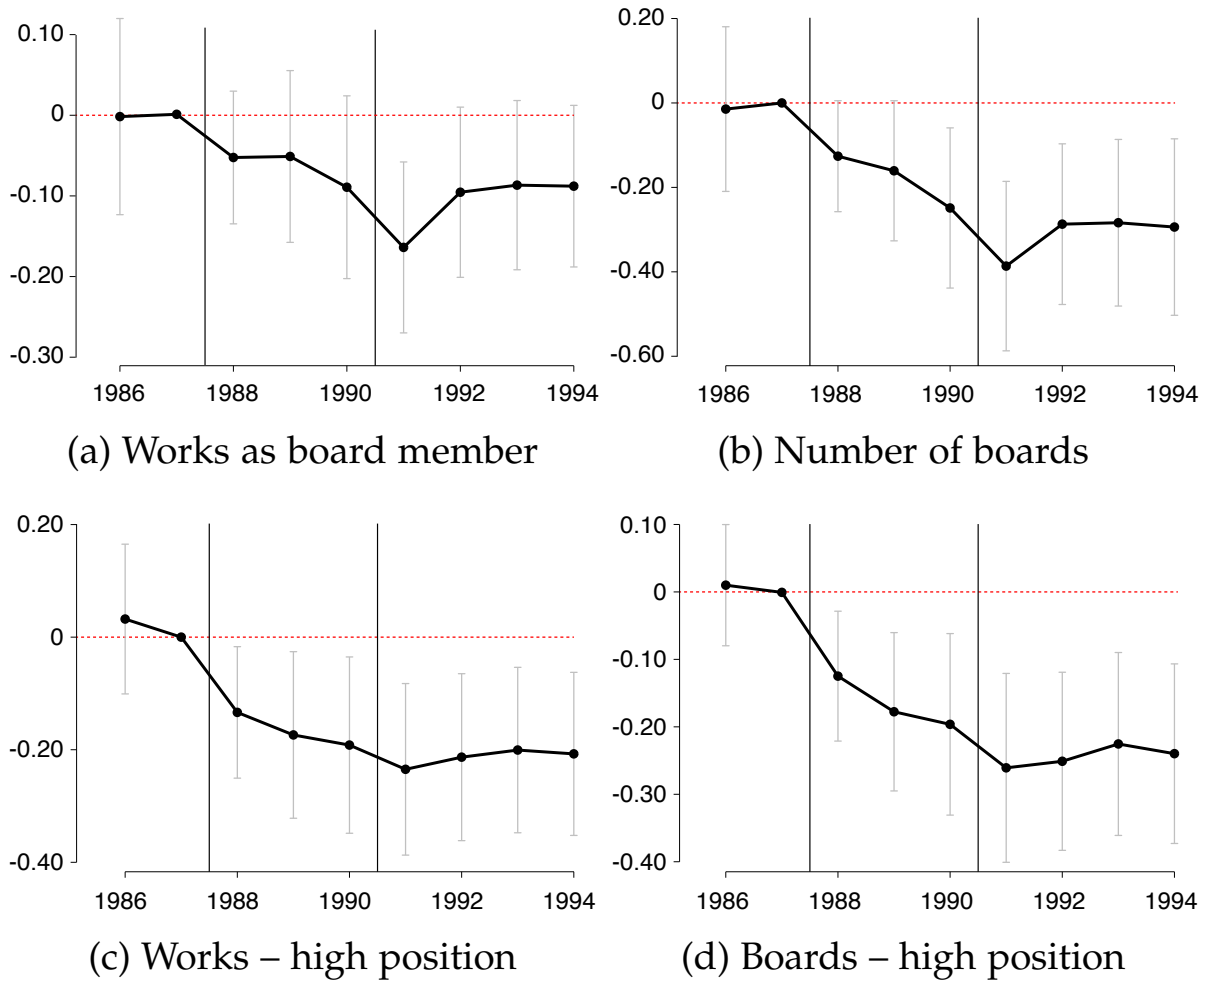 0.10
0
-0.10
-0.20
-0.30
1986 1988 1990 1992 1994
(a) Works as board member
0.20
0
-0.20
-0.40
-0.60
1986 1988 1990 1992 1994
(b) Number of boards
0.20
0
-0.20
-0.40
1986 1988 1990 1992 1994
(c) Works – high position
0.10
0
-0.10
-0.20
-0.30
-0.40
1986 1988 1990 1992 1994
(d) Boards – high position